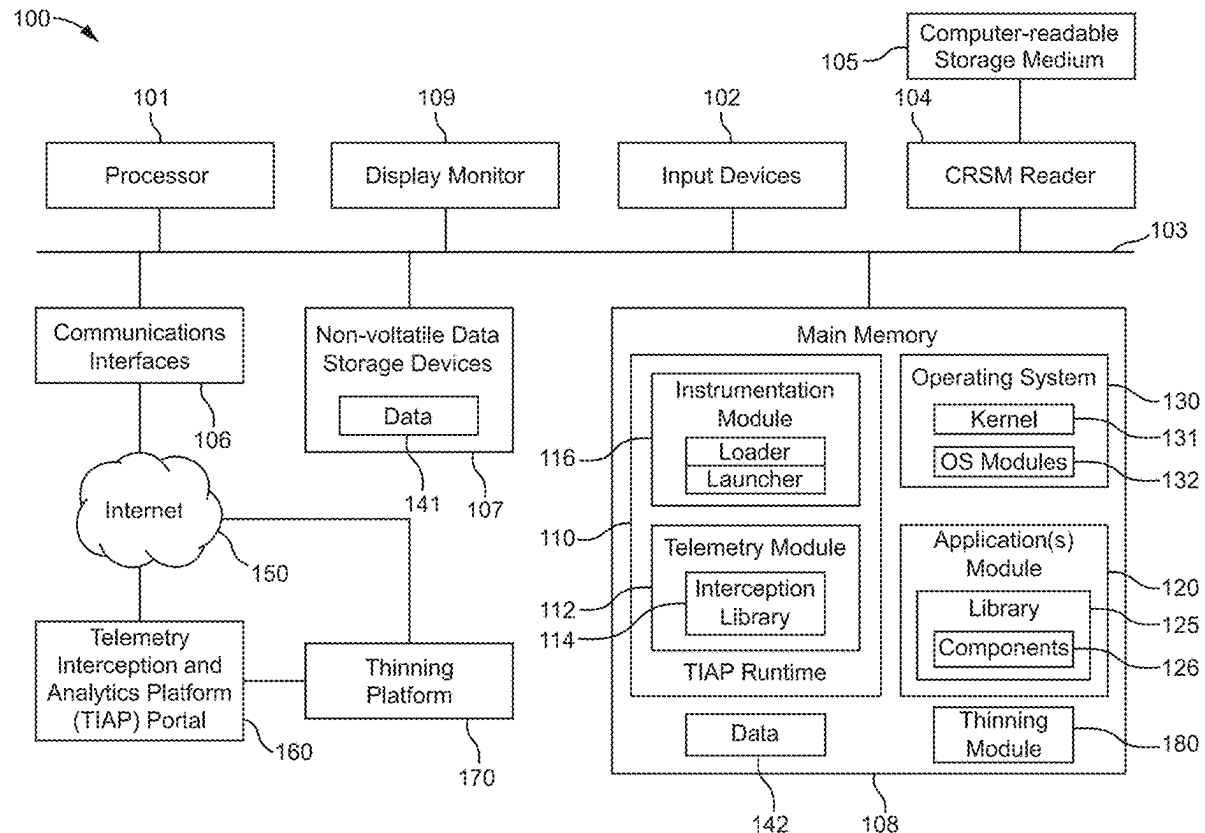 100
Computer-readable
Storage Medium
105
101
109
102
104
Processor
Display Monitor
Input Devices
CRSM Reader
103
Communications
Interfaces
106
Non-voltatile Data
Storage Devices
Data
141
107
Main Memory
Instrumentation
Module
Loader
Launcher
116
110
Telemetry Module
Interception
Library
112
114
TIAP Runtime
Operating System
130
Kernel
131
OS Modules
132
Application(s)
Module
120
Library
125
Components
126
Data
142
Thinning
Module
180
108
Internet
150
Telemetry
Interception and
Analytics Platform
(TIAP) Portal
160
Thinning
Platform
170